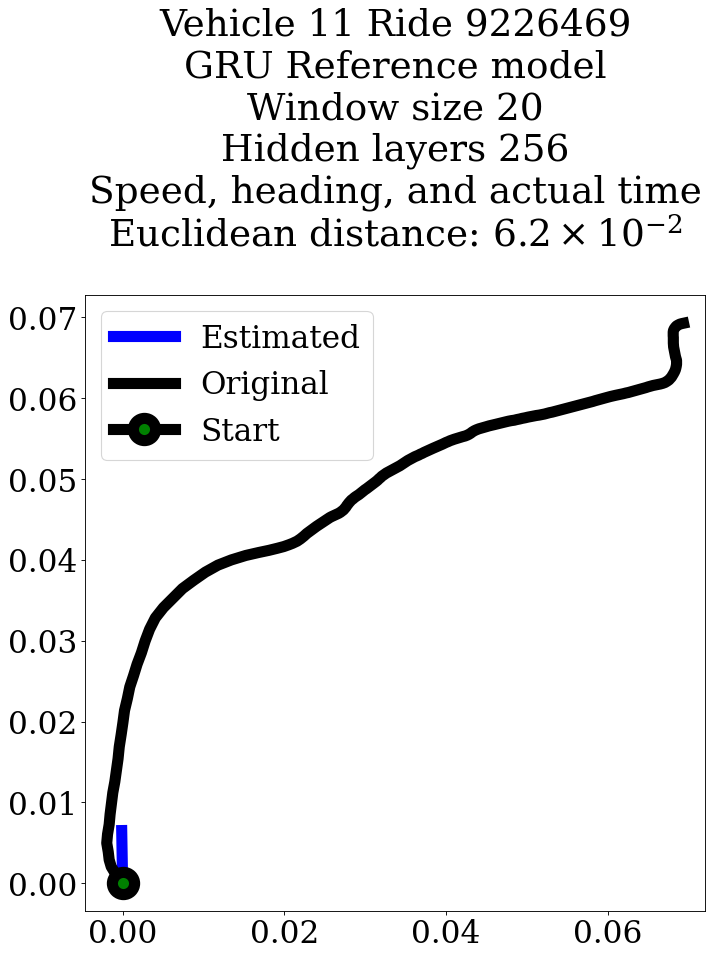 Vehicle 11 Ride 9226469
GRU Reference model
Window size 20
Hidden layers 256
Speed, heading, and actual time
Euclidean distance: 6.2 × 10⁻²
0.07
Estimated
Original
0.06
Start
0.05
0.04
0.03
0.02
0.01
0.00
0.00 0.02 0.04 0.06